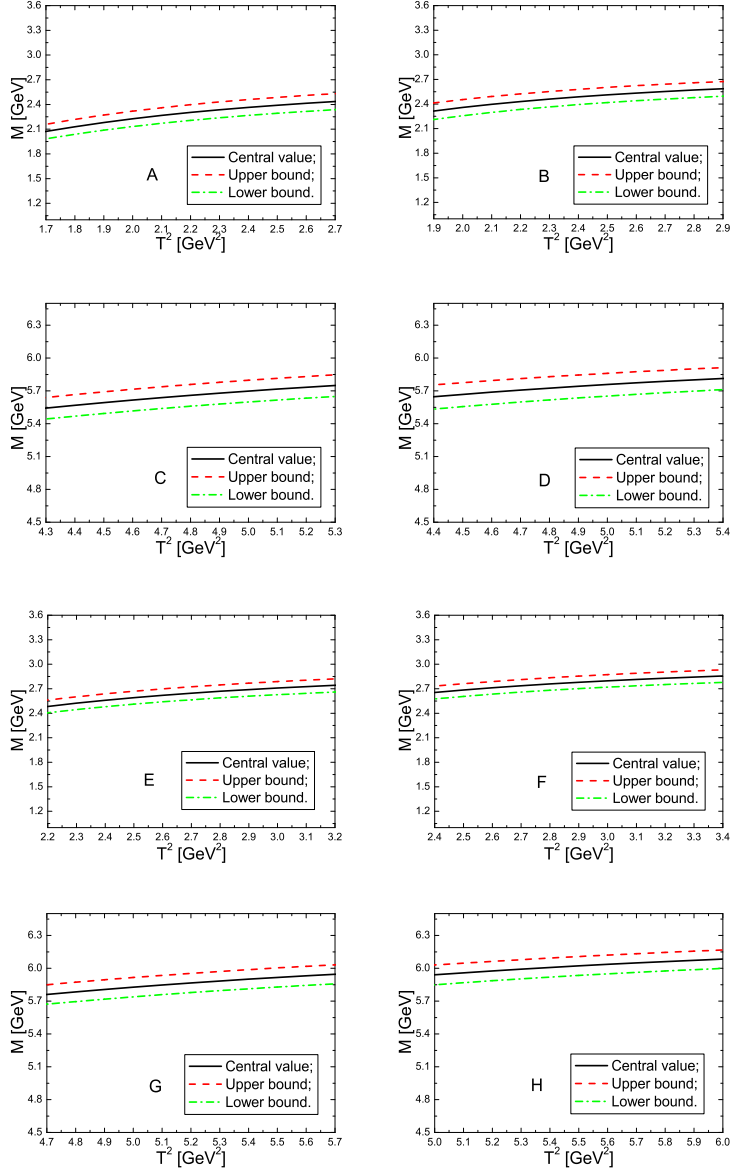 3.6
3.3
3.0
2.7
2.4
2.1
1.8
1.5
1.2
M [GeV]
A
Central value;
Upper bound;
Lower bound.
1.7 1.8 1.9 2.0 2.1 2.2 2.3 2.4 2.5 2.6 2.7
T² [GeV²]
3.6
3.3
3.0
2.7
2.4
2.1
1.8
1.5
1.2
M [GeV]
B
Central value;
Upper bound;
Lower bound.
1.9 2.0 2.1 2.2 2.3 2.4 2.5 2.6 2.7 2.8 2.9
T² [GeV²]
6.3
6.0
5.7
5.4
5.1
4.8
4.5
M [GeV]
C
Central value;
Upper bound;
Lower bound.
4.3 4.4 4.5 4.6 4.7 4.8 4.9 5.0 5.1 5.2 5.3
T² [GeV²]
6.3
6.0
5.7
5.4
5.1
4.8
4.5
M [GeV]
D
Central value;
Upper bound;
Lower bound.
4.4 4.5 4.6 4.7 4.8 4.9 5.0 5.1 5.2 5.3 5.4
T² [GeV²]
3.6
3.3
3.0
2.7
2.4
2.1
1.8
1.5
1.2
M [GeV]
E
Central value;
Upper bound;
Lower bound.
2.2 2.3 2.4 2.5 2.6 2.7 2.8 2.9 3.0 3.1 3.2
T² [GeV²]
3.6
3.3
3.0
2.7
2.4
2.1
1.8
1.5
1.2
M [GeV]
F
Central value;
Upper bound;
Lower bound.
2.4 2.5 2.6 2.7 2.8 2.9 3.0 3.1 3.2 3.3 3.4
T² [GeV²]
6.3
6.0
5.7
5.4
5.1
4.8
4.5
M [GeV]
G
Central value;
Upper bound;
Lower bound.
4.7 4.8 4.9 5.0 5.1 5.2 5.3 5.4 5.5 5.6 5.7
T² [GeV²]
6.3
6.0
5.7
5.4
5.1
4.8
4.5
M [GeV]
H
Central value;
Upper bound;
Lower bound.
5.0 5.1 5.2 5.3 5.4 5.5 5.6 5.7 5.8 5.9 6.0
T² [GeV²]